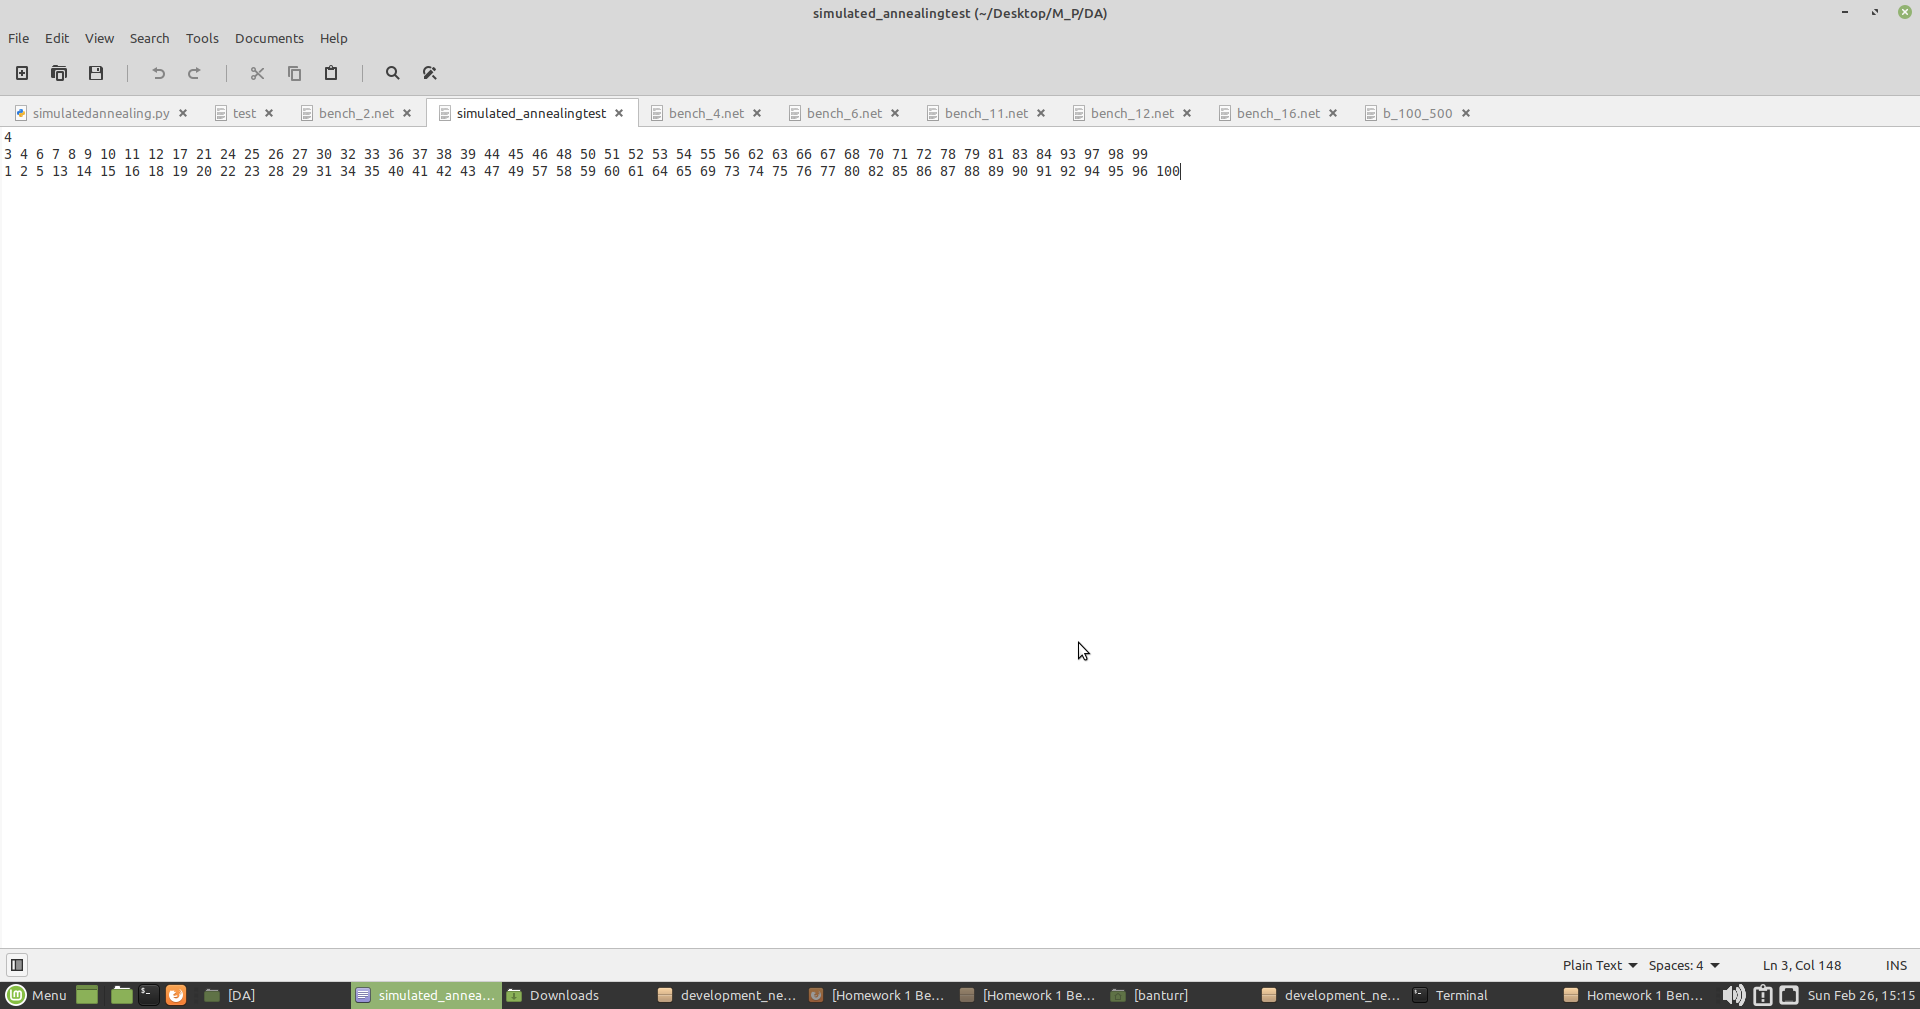 simulated_annealingtest (~/Desktop/M_P/DA)
File Edit View Search Tools Documents Help
simulatedannealing.py test bench_2.net simulated_annealingtest bench_4.net bench_6.net bench_11.net bench_12.net bench_16.net b_100_500
4
3 4 6 7 8 9 10 11 12 17 21 24 25 26 27 30 32 33 36 37 38 39 44 45 46 48 50 51 52 53 54 55 56 62 63 66 67 68 70 71 72 78 79 81 83 84 93 97 98 99
1 2 5 13 14 15 16 18 19 20 22 23 28 29 31 34 35 40 41 42 43 47 49 57 58 59 60 61 64 65 69 73 74 75 76 77 80 82 85 86 87 88 89 90 91 92 94 95 96 100
Plain Text Spaces: 4 Ln 3, Col 148 INS
Menu [DA] simulated_annea... Downloads development_ne... [Homework 1 Be... [Homework 1 Be... [banturr] development_ne... Terminal Homework 1 Ben... Sun Feb 26, 15:15